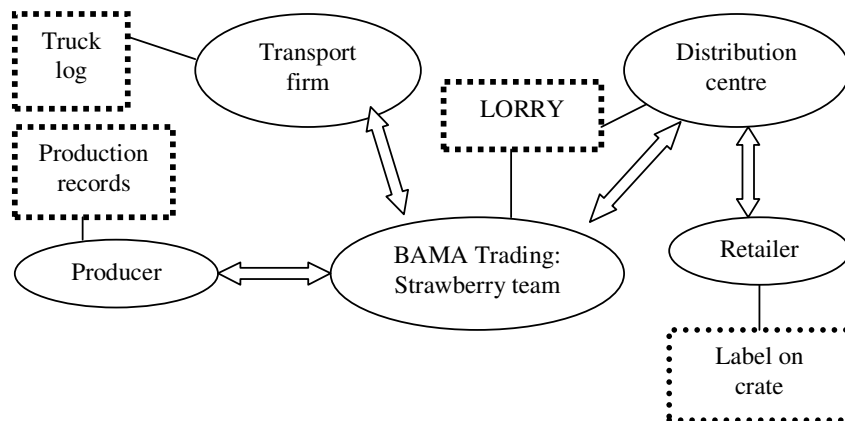 Truck
log
Transport
firm
Distribution
centre
LORRY
Production
records
Producer
BAMA Trading:
Strawberry team
Retailer
Label on
crate